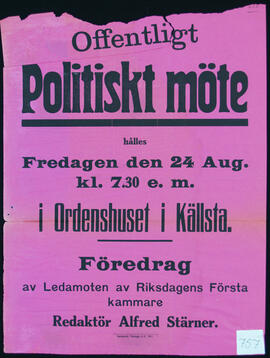 Offentligt
Politiskt möte
hålles
Fredagen den 24 Aug.
kl. 7.30 e. m.
i Ordenshuset i Källsta.
Föredrag
av Ledamoten av Riksdagens Första
kammare
Redaktör Alfred Stärner.
757